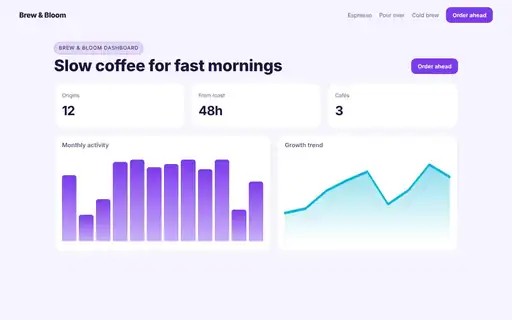 Brew & Bloom
Espresso Pour over Cold brew Order ahead
BREW & BLOOM DASHBOARD
Slow coffee for fast mornings
Order ahead
Origins
12
From roast
48h
Cafés
3
Monthly activity
Growth trend